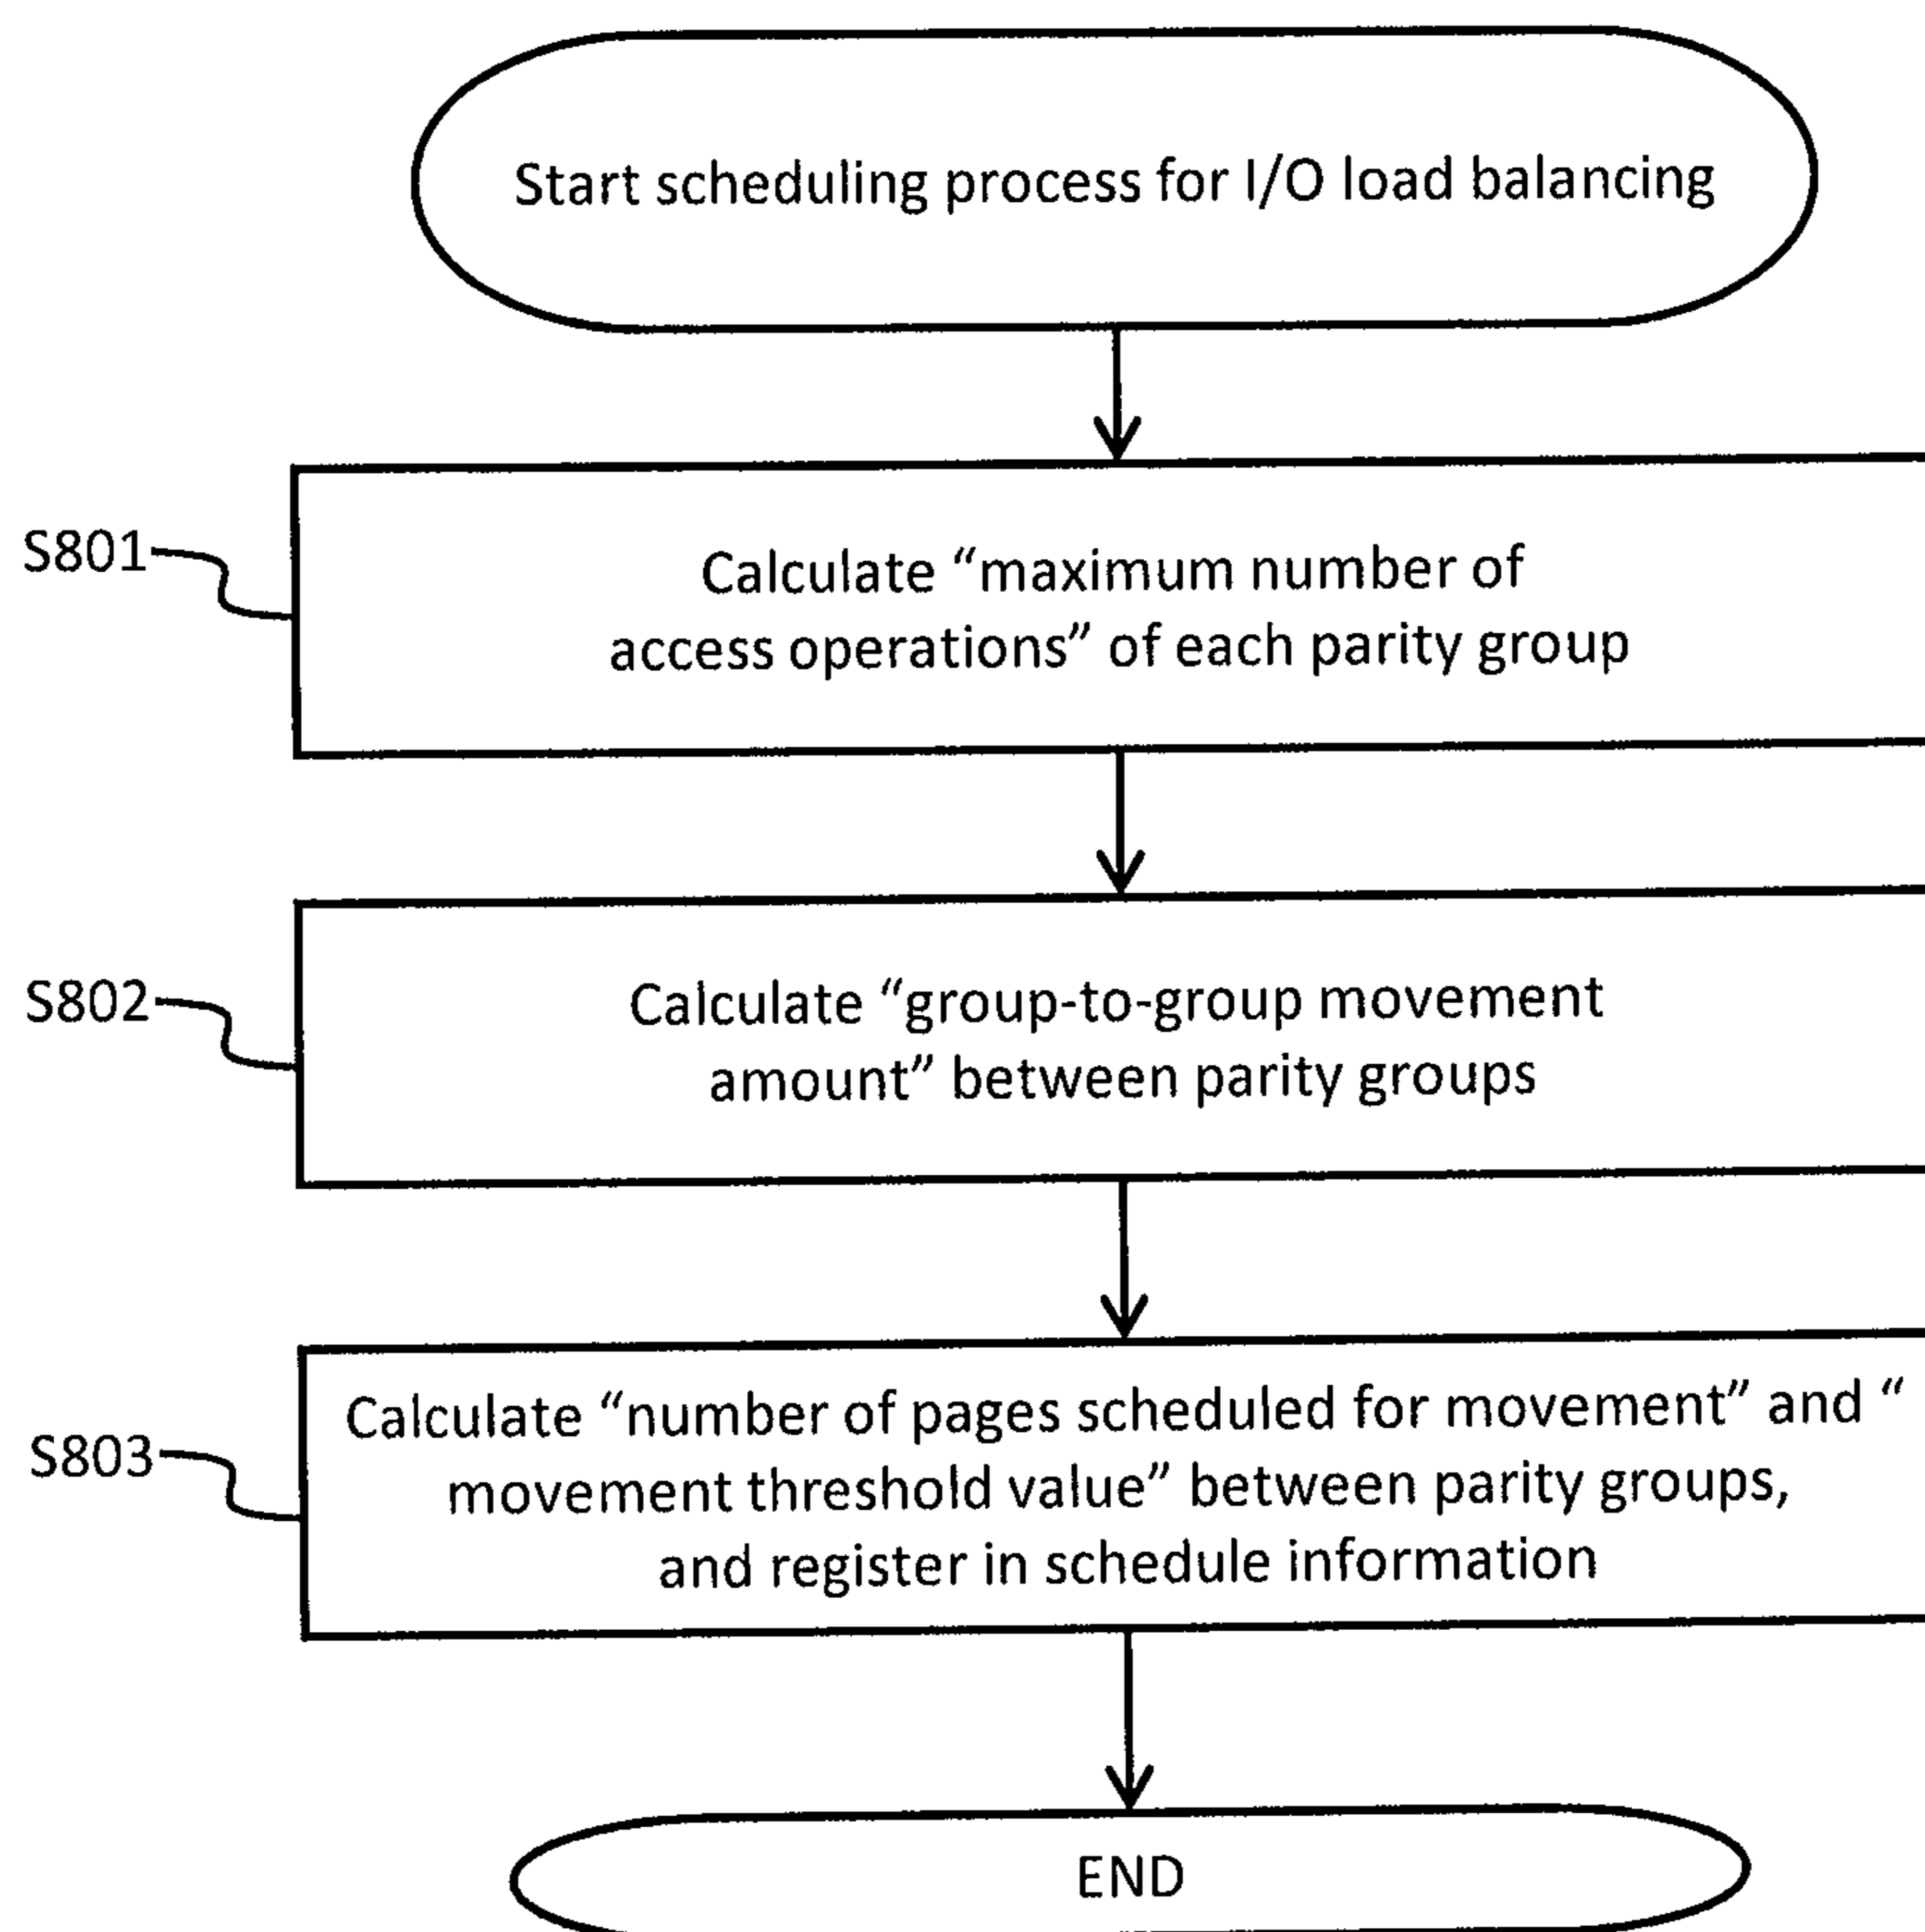 Start scheduling process for I/O load balancing
S801
Calculate “maximum number of
access operations” of each parity group
S802
Calculate “group-to-group movement
amount” between parity groups
S803
Calculate “number of pages scheduled for movement” and “
movement threshold value” between parity groups,
and register in schedule information
END